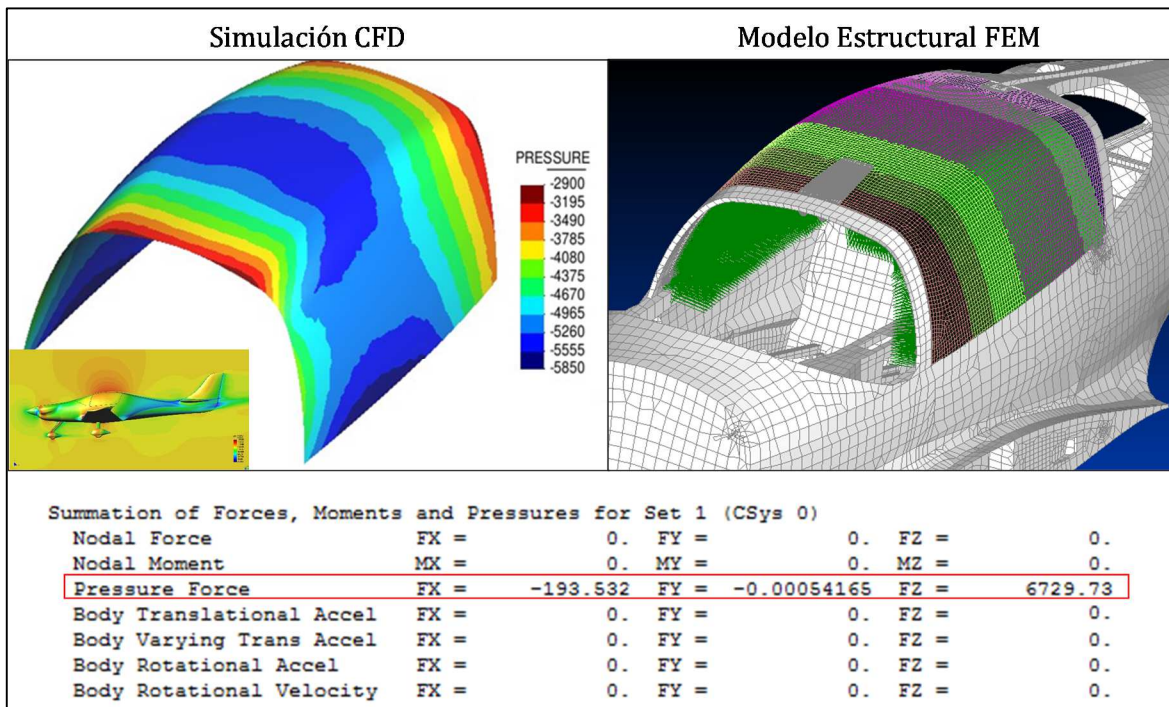 Simulación CFD
Modelo Estructural FEM
PRESSURE
-2900
-3195
-3490
-3785
-4080
-4375
-4670
-4965
-5260
-5555
-5850
Summation of Forces, Moments and Pressures for Set 1 (CSys 0)
Nodal Force FX = 0. FY = 0. FZ = 0.
Nodal Moment MX = 0. MY = 0. MZ = 0.
Pressure Force FX = -193.532 FY = -0.00054165 FZ = 6729.73
Body Translational Accel FX = 0. FY = 0. FZ = 0.
Body Varying Trans Accel FX = 0. FY = 0. FZ = 0.
Body Rotational Accel FX = 0. FY = 0. FZ = 0.
Body Rotational Velocity FX = 0. FY = 0. FZ = 0.